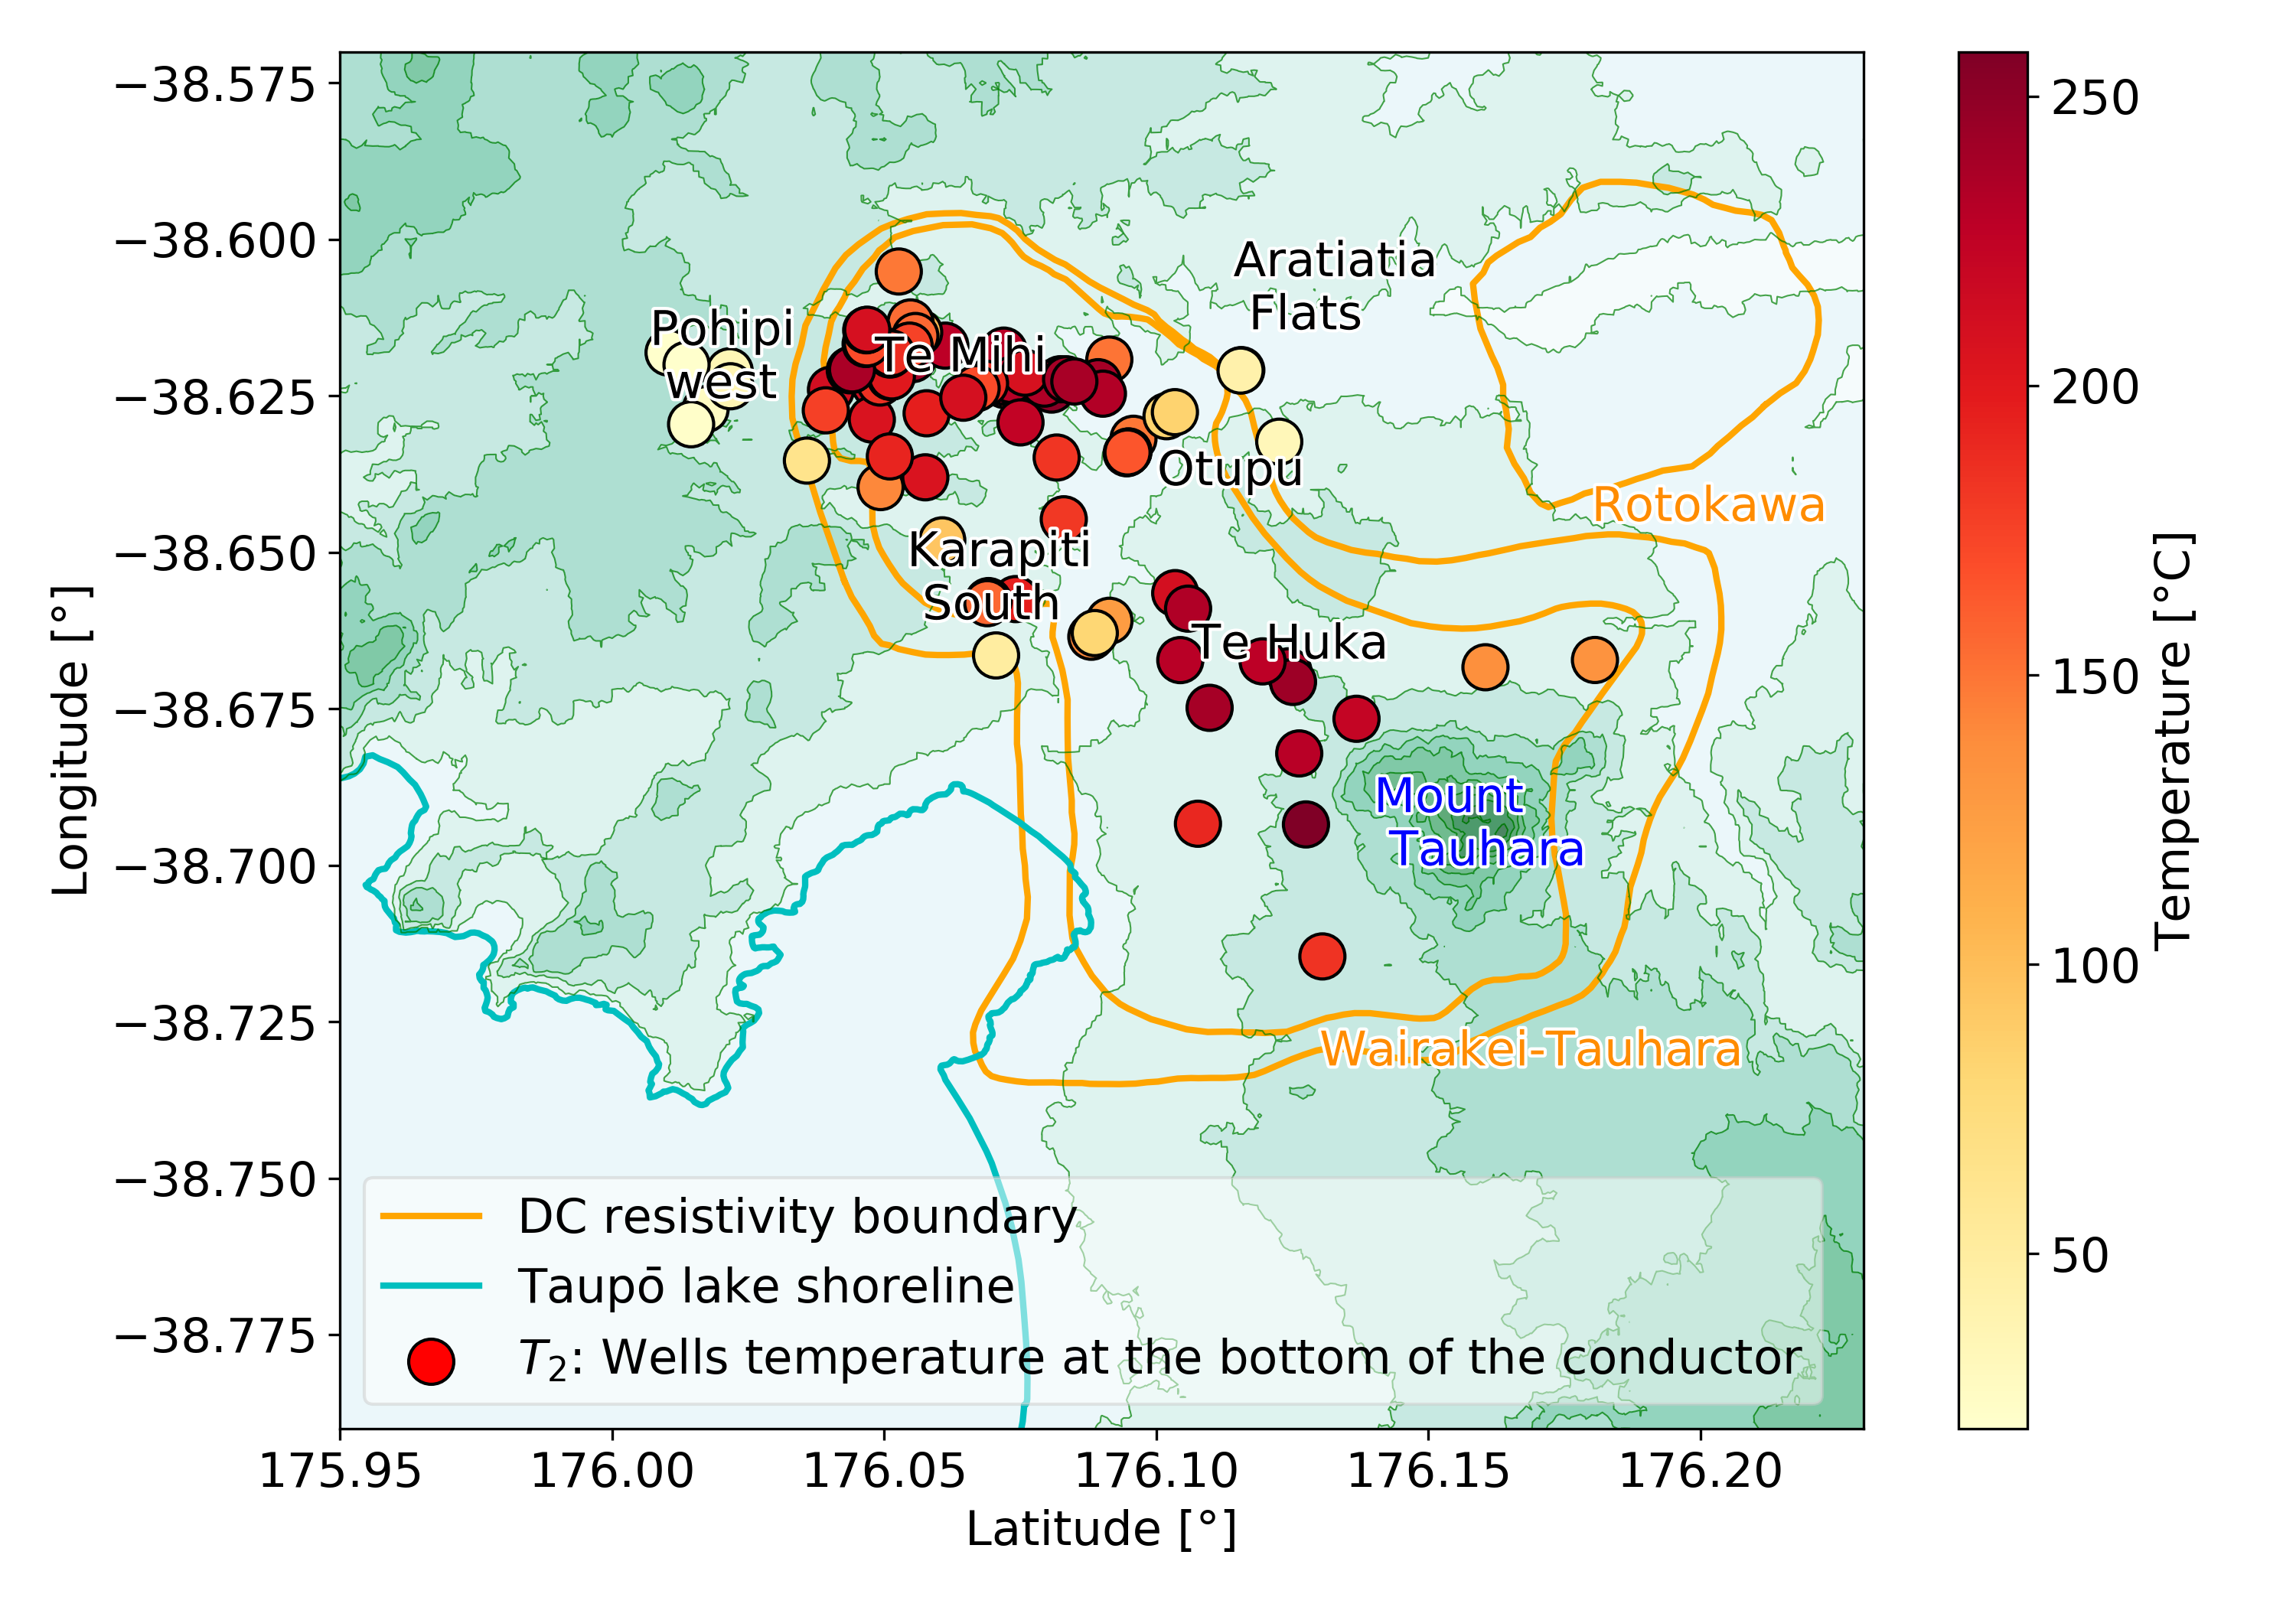 −38.575
−38.600
−38.625
−38.650
−38.675
−38.700
−38.725
−38.750
−38.775
Longitude [°]
175.95
176.00
176.05
176.10
176.15
176.20
Latitude [°]
Pohipi
west
Te Mihi
Aratiatia
Flats
Otupu
Rotokawa
Karapiti
South
Te Huka
Mount
Tauhara
Wairakei-Tauhara
DC resistivity boundary
Taupō lake shoreline
T₂: Wells temperature at the bottom of the conductor
250
200
150
100
50
Temperature [°C]